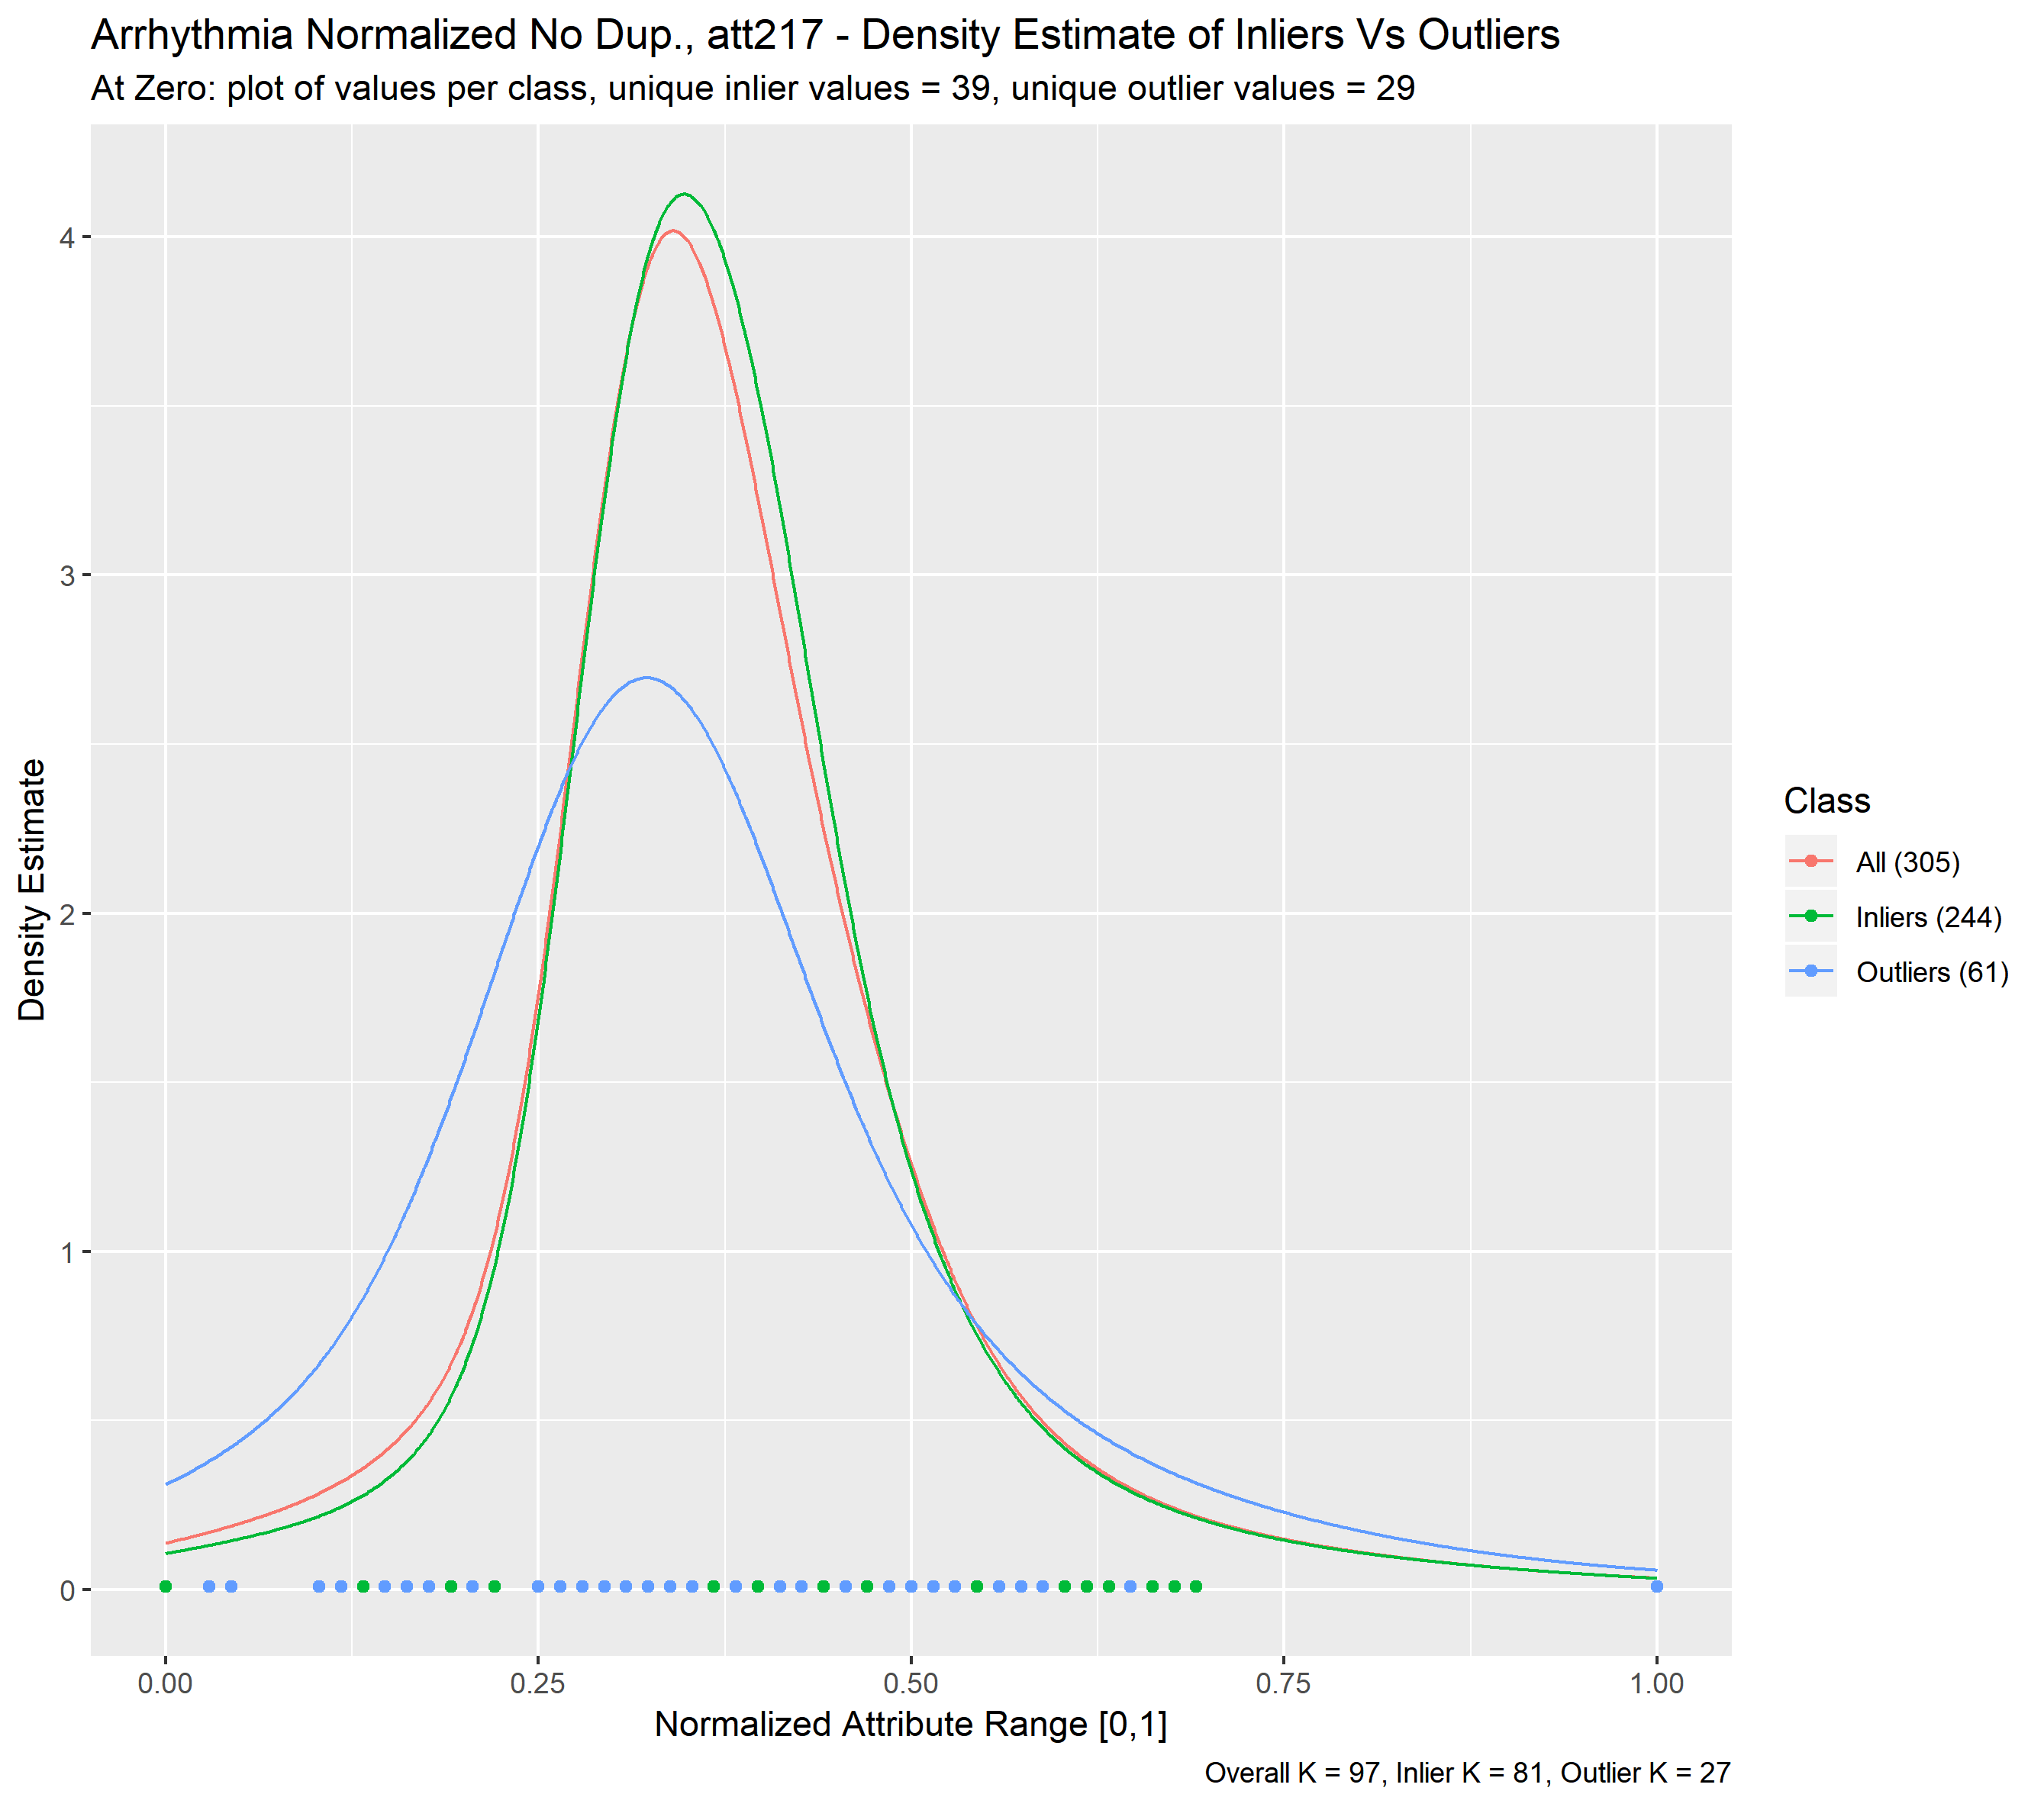 Arrhythmia Normalized No Dup., att217 - Density Estimate of Inliers Vs Outliers
At Zero: plot of values per class, unique inlier values = 39, unique outlier values = 29
Density Estimate
4
3
2
1
0
0.00 0.25 0.50 0.75 1.00
Normalized Attribute Range [0,1]
Class
All (305)
Inliers (244)
Outliers (61)
Overall K = 97, Inlier K = 81, Outlier K = 27